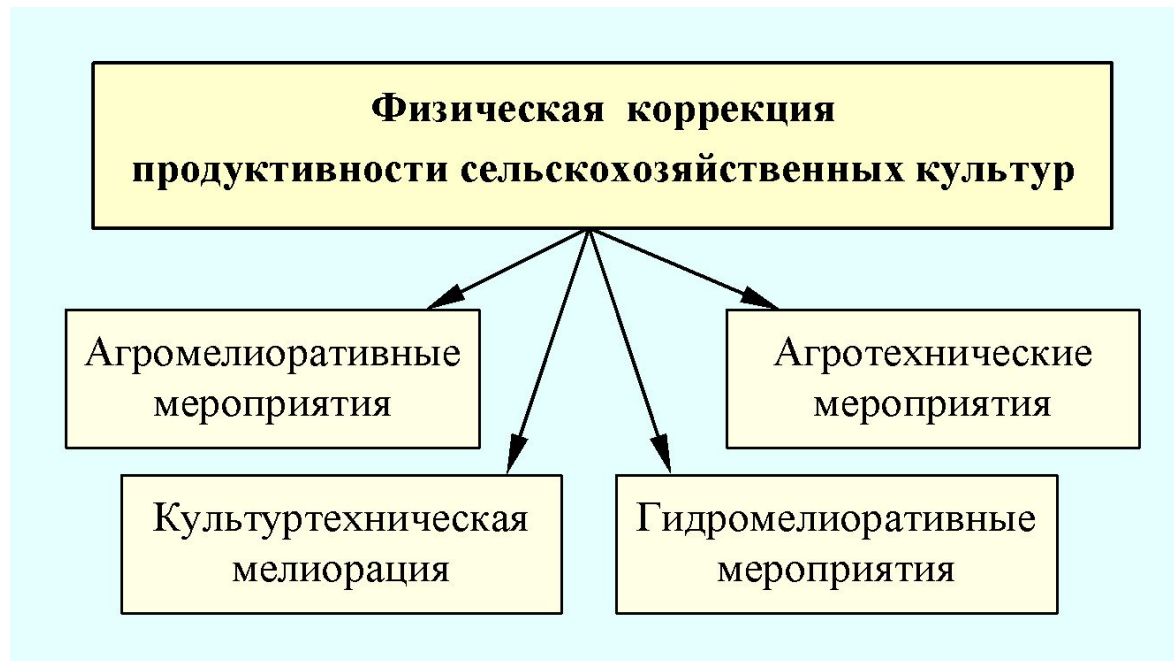 Физическая коррекция
продуктивности сельскохозяйственных культур
Агромелиоративные
мероприятия
Агротехнические
мероприятия
Культуртехническая
мелиорация
Гидромелиоративные
мероприятия